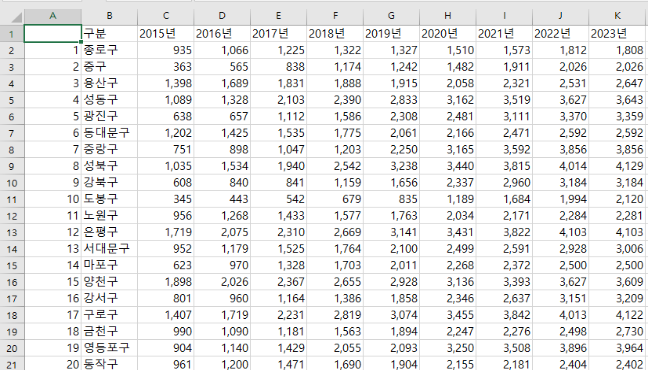 A B C D E F G H I J K
1 구분 2015년 2016년 2017년 2018년 2019년 2020년 2021년 2022년 2023년
2 1 종로구 935 1,066 1,225 1,322 1,327 1,510 1,573 1,812 1,808
3 2 중구 363 565 838 1,174 1,242 1,482 1,911 2,026 2,026
4 3 용산구 1,398 1,689 1,831 1,888 1,915 2,058 2,321 2,531 2,647
5 4 성동구 1,089 1,328 2,103 2,390 2,833 3,162 3,519 3,627 3,643
6 5 광진구 638 657 1,112 1,586 2,308 2,481 3,111 3,370 3,359
7 6 동대문구 1,202 1,425 1,535 1,775 2,061 2,166 2,471 2,592 2,592
8 7 중랑구 751 898 1,047 1,203 2,250 3,165 3,592 3,856 3,856
9 8 성북구 1,035 1,534 1,940 2,542 3,238 3,440 3,815 4,014 4,129
10 9 강북구 608 840 841 1,159 1,656 2,337 2,960 3,184 3,184
11 10 도봉구 345 443 542 679 835 1,189 1,684 1,994 2,120
12 11 노원구 956 1,268 1,433 1,577 1,763 2,034 2,171 2,284 2,281
13 12 은평구 1,719 2,075 2,310 2,669 3,141 3,431 3,822 4,103 4,103
14 13 서대문구 952 1,179 1,525 1,764 2,100 2,499 2,591 2,928 3,006
15 14 마포구 623 970 1,328 1,703 2,011 2,268 2,372 2,500 2,500
16 15 양천구 1,898 2,026 2,367 2,655 2,928 3,136 3,393 3,627 3,609
17 16 강서구 801 960 1,164 1,386 1,858 2,346 2,637 3,151 3,209
18 17 구로구 1,407 1,719 2,231 2,819 3,074 3,455 3,842 4,013 4,122
19 18 금천구 990 1,090 1,181 1,563 1,894 2,247 2,276 2,498 2,730
20 19 영등포구 904 1,140 1,429 2,055 2,093 3,250 3,508 3,896 3,964
21 20 동작구 961 1,200 1,471 1,690 1,904 2,155 2,181 2,404 2,402